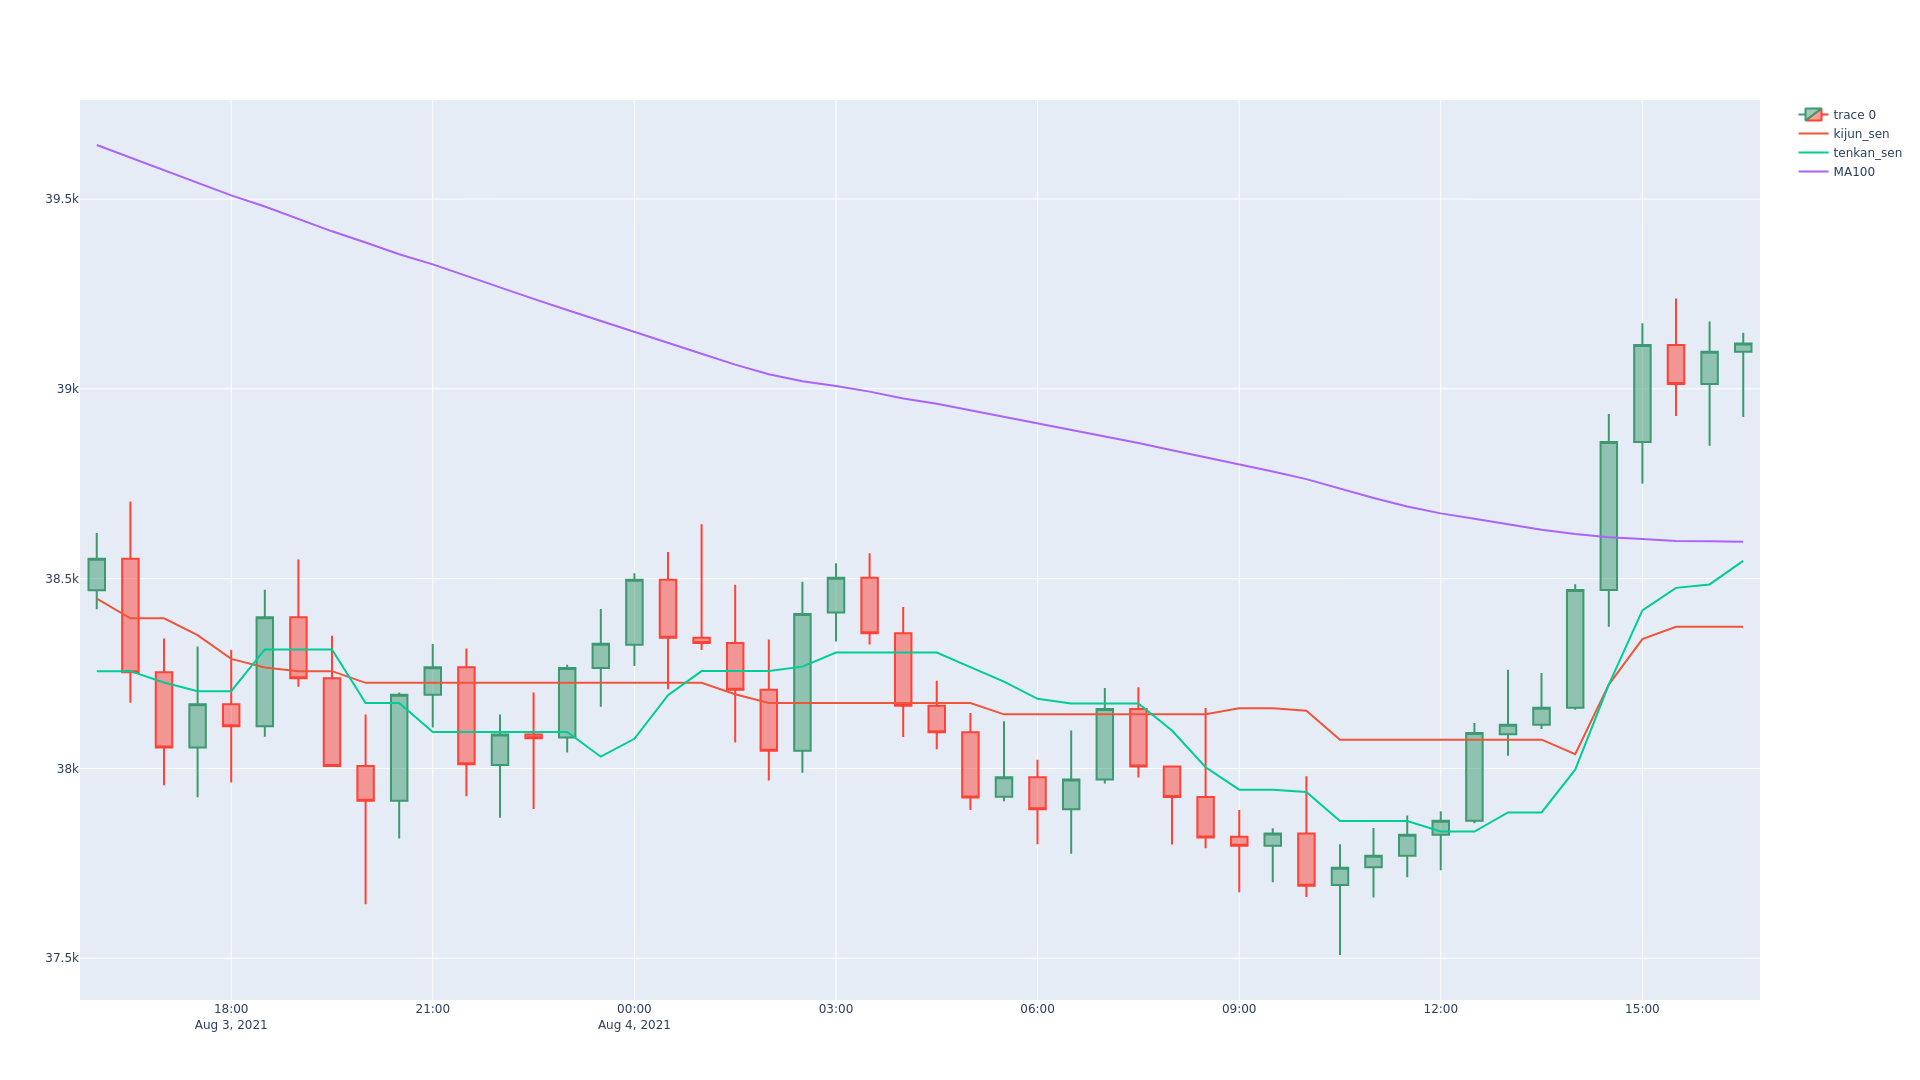 trace 0
kijun_sen
tenkan_sen
MA100
39.5k
39k
38.5k
38k
37.5k
18:00 21:00 00:00 03:00 06:00 09:00 12:00 15:00
Aug 3, 2021 Aug 4, 2021